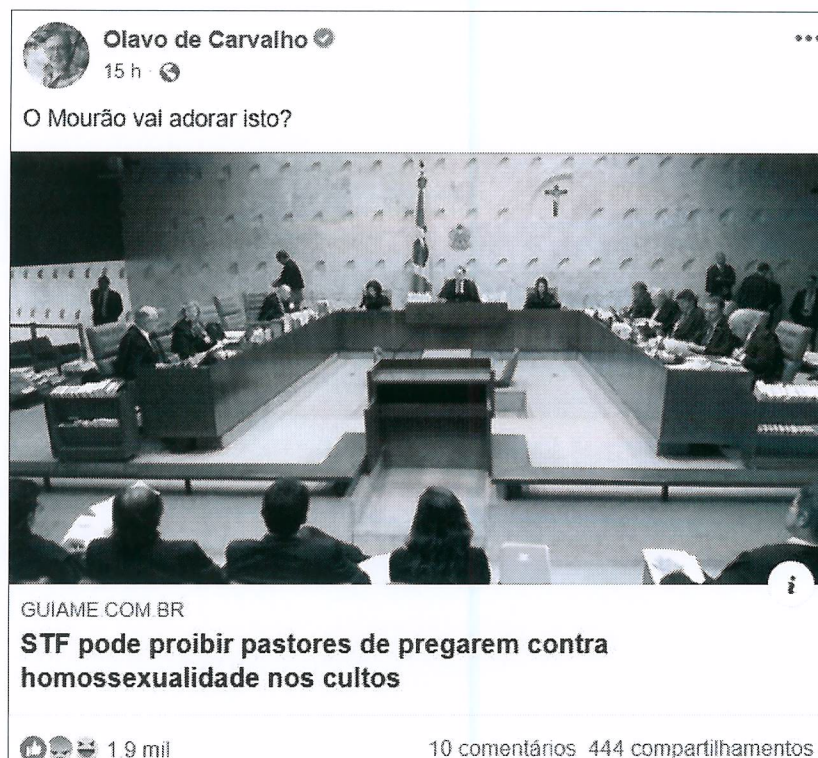 Olavo de Carvalho
15 h ·
O Mourão vai adorar isto?
i
GUIAME.COM.BR
STF pode proibir pastores de pregarem contra
homossexualidade nos cultos
1,9 mil 10 comentários 444 compartilhamentos